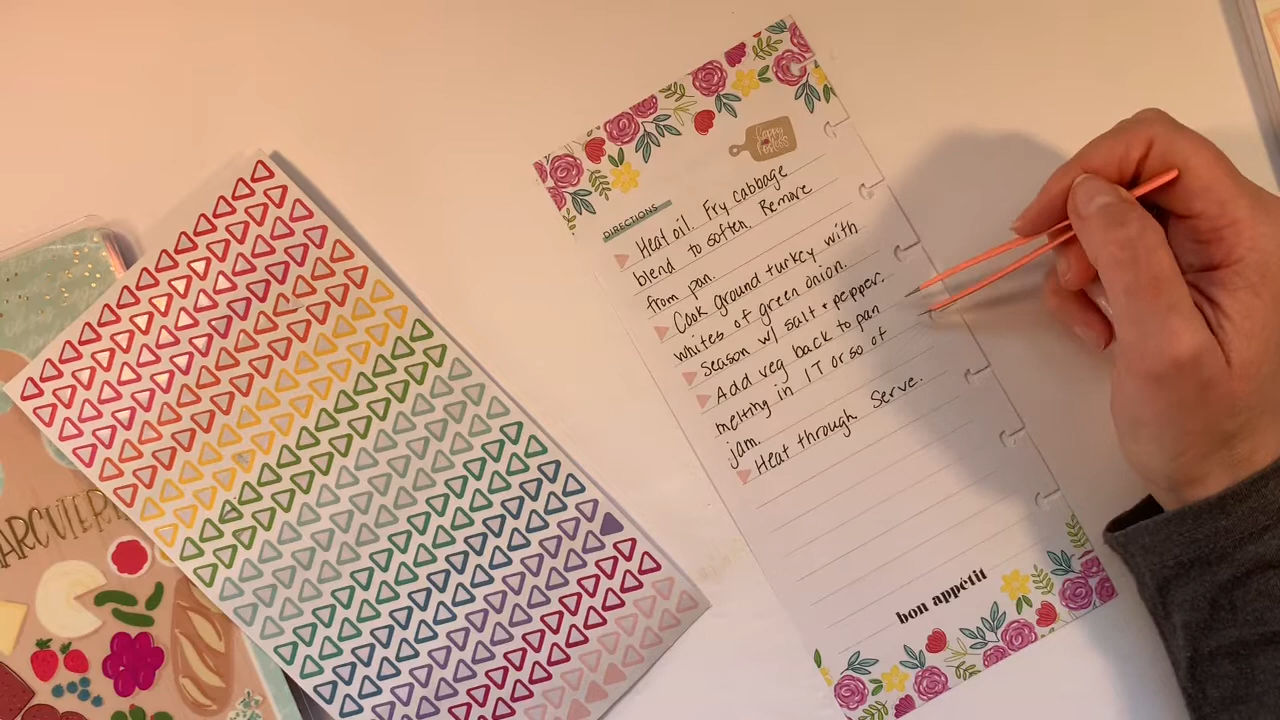 happy
hostess
DIRECTIONS
Heat oil. Fry cabbage
blend to soften. Remove
from pan.
Cook ground turkey with
whites of green onion.
Season w/ salt + pepper.
Add veg back to pan
melting in 1T or so of
jam.
Heat through. Serve.
bon appétit